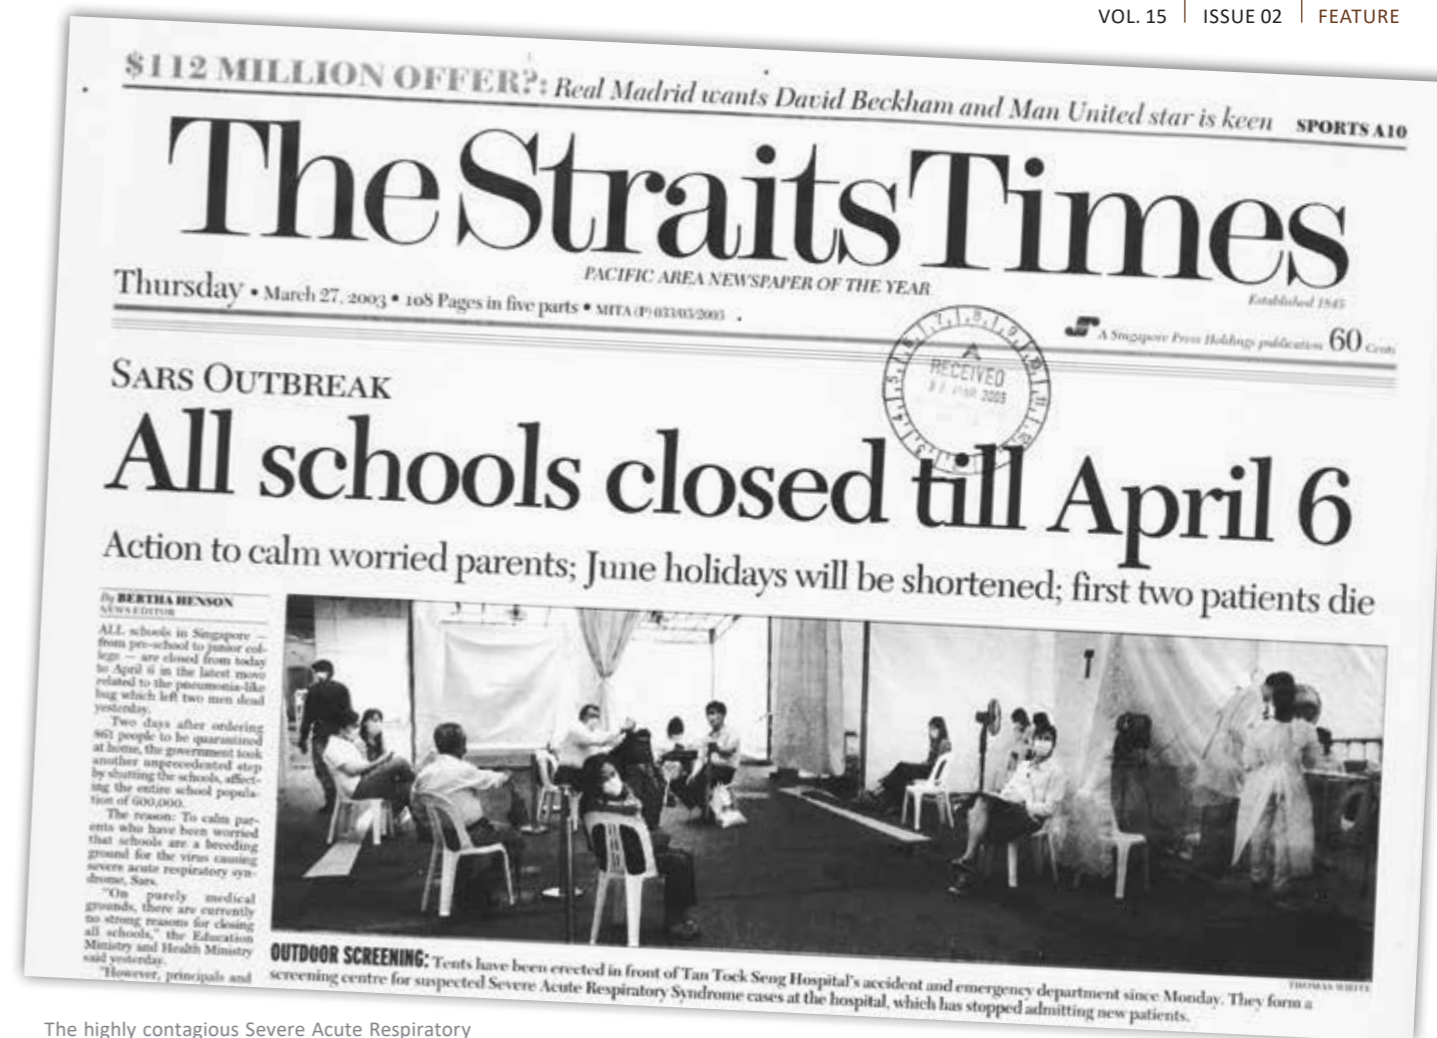 VOL. 15 ISSUE 02 FEATURE
$112 MILLION OFFER?: Real Madrid wants David Beckham and Man United star is keen SPORTS A10
The Straits Times
PACIFIC AREA NEWSPAPER OF THE YEAR
Established 1845
Thursday • March 27, 2003 • 108 Pages in five parts • MITA (P)
A Singapore Press Holdings publication 60 Cents
RECEIVED
MAR 2003
SARS OUTBREAK
All schools closed till April 6
Action to calm worried parents; June holidays will be shortened; first two patients die
By BERTHA HENSON
NEWS EDITOR
ALL schools in Singapore —
from pre-school to junior col-
lege — are closed from today
to April 6 in the latest move
related to the pneumonia-like
bug which left two men dead
yesterday.
Two days after ordering
people to be quarantined
at home, the government took
another unprecedented step
by shutting the schools, affect-
ing the entire school popula-
tion of 600,000.
The reason: To calm par-
ents who have been worried
that schools are a breeding
ground for the virus causing
severe acute respiratory syn-
drome, Sars.
"On purely medical
grounds, there are currently
no strong reasons for closing
all schools," the Education
Ministry and Health Ministry
said yesterday.
"However, principals and
OUTDOOR SCREENING: Tents have been erected in front of Tan Tock Seng Hospital's accident and emergency department since Monday. They form a
screening centre for suspected Severe Acute Respiratory Syndrome cases at the hospital, which has stopped admitting new patients.
THOMAS WHITE
The highly contagious Severe Acute Respiratory